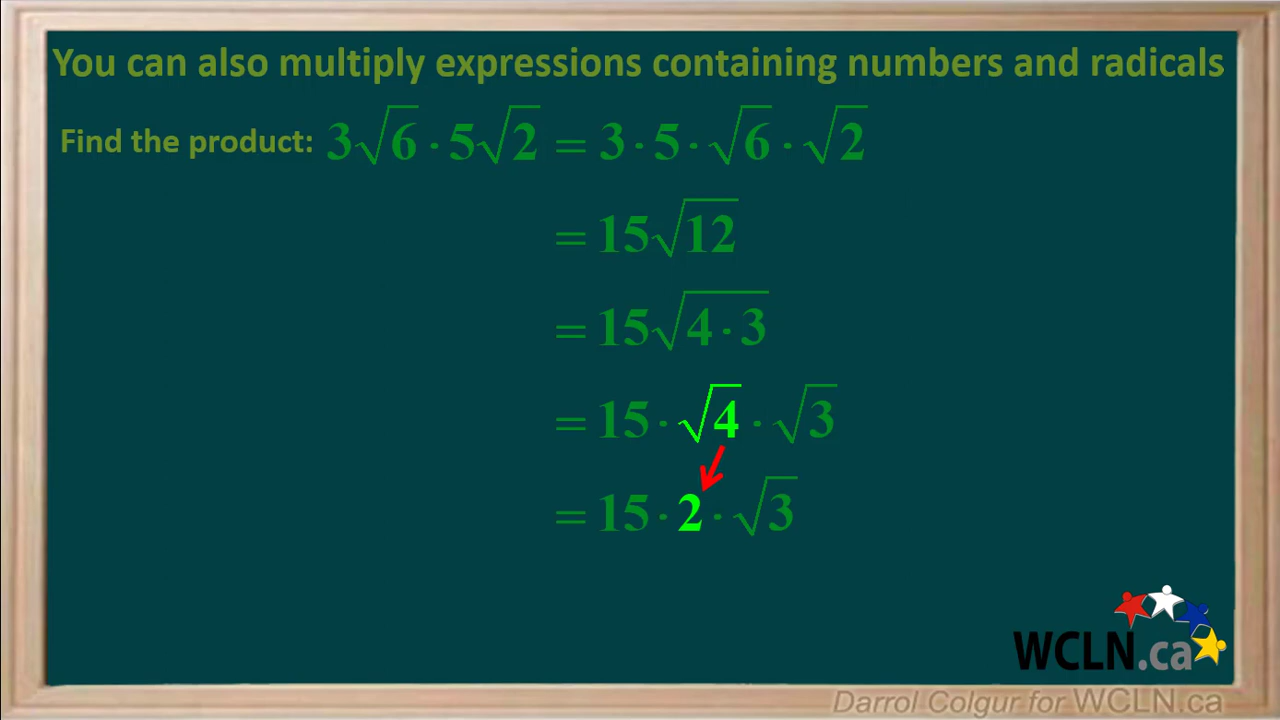 You can also multiply expressions containing numbers and radicals
Find the product: 3√6 · 5√2 = 3 · 5 · √6 · √2
= 15√12
= 15√(4 · 3)
= 15 · √4 · √3
= 15 · 2 · √3
WCLN.ca
Darrol Colgur for WCLN.ca